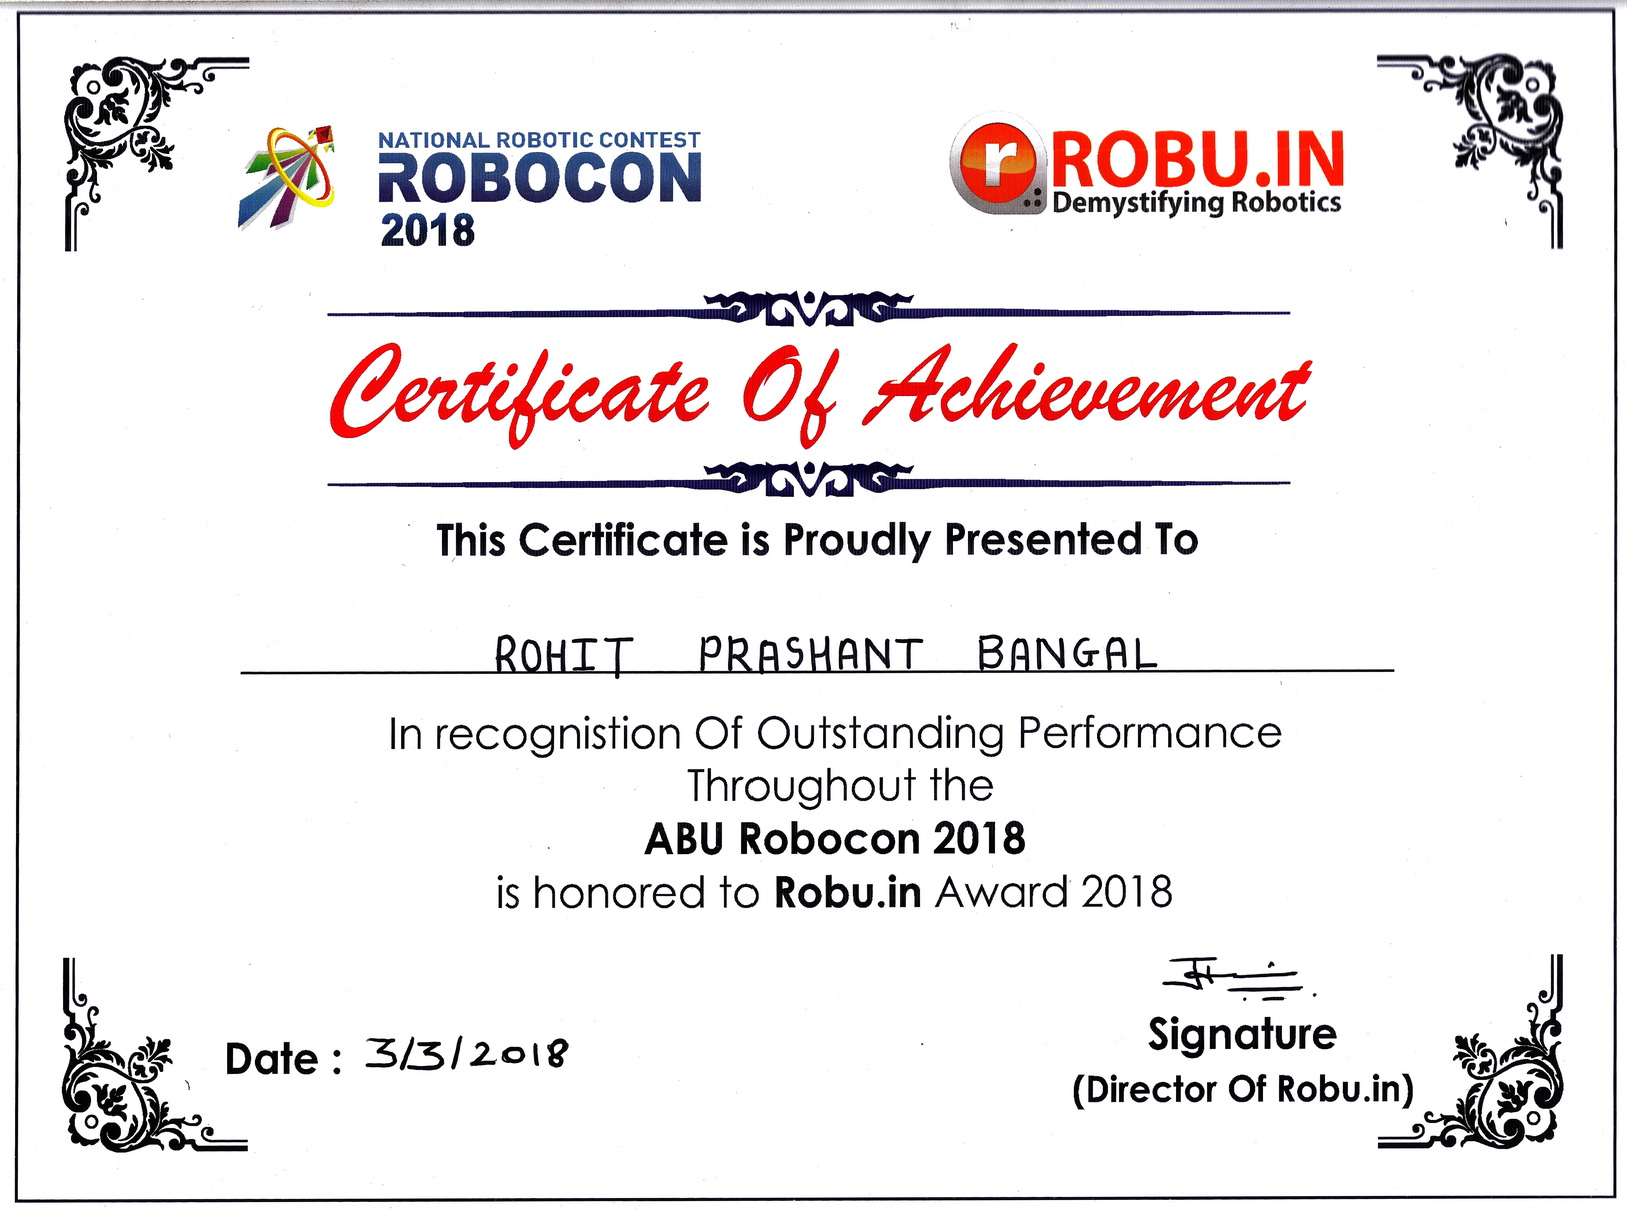 NATIONAL ROBOTIC CONTEST
ROBOCON
2018
r
ROBU.IN
Demystifying Robotics
Certificate Of Achievement
This Certificate is Proudly Presented To
ROHIT PRASHANT BANGAL
In recognistion Of Outstanding Performance
Throughout the
ABU Robocon 2018
is honored to Robu.in Award 2018
Date : 3/3/2018
Signature
(Director Of Robu.in)